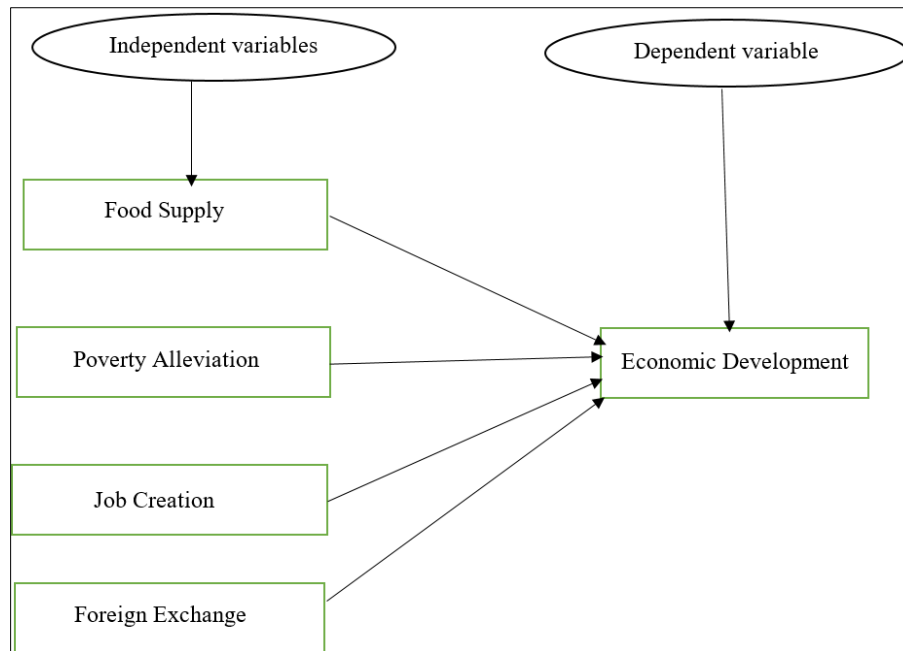 Independent variables
Dependent variable
Food Supply
Poverty Alleviation
Economic Development
Job Creation
Foreign Exchange